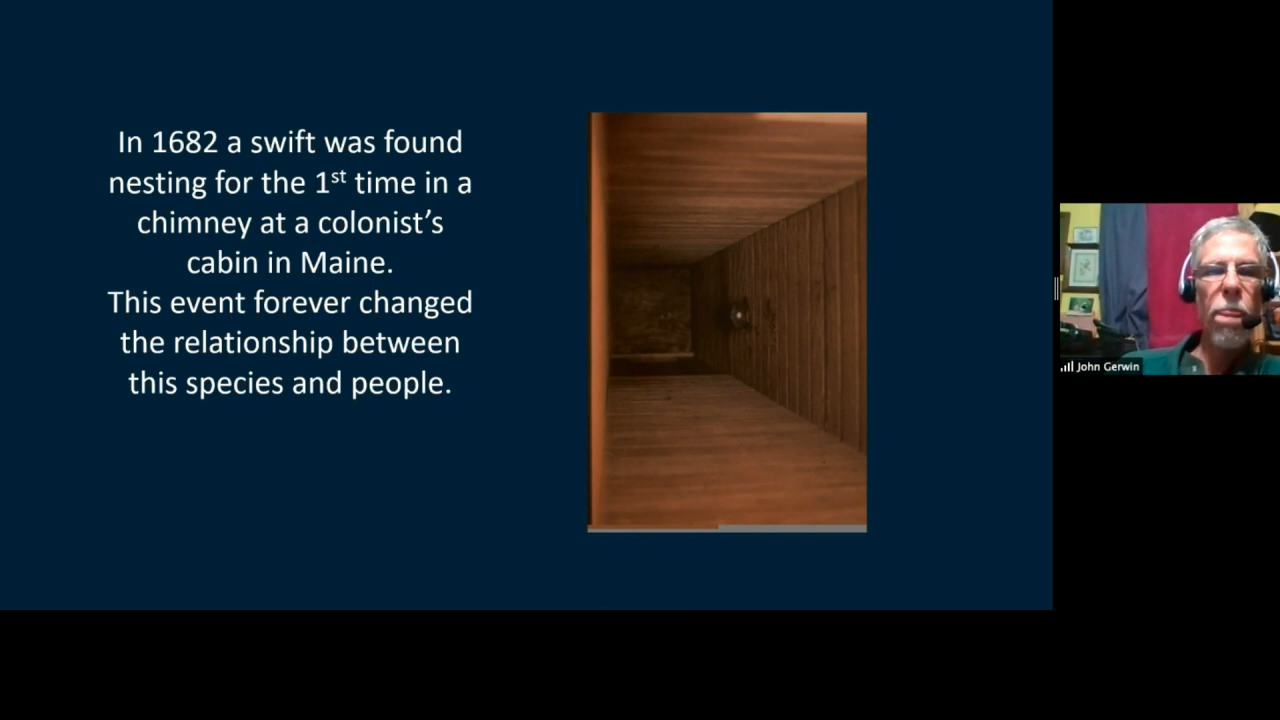 In 1682 a swift was found
nesting for the 1st time in a
chimney at a colonist’s
cabin in Maine.
This event forever changed
the relationship between
this species and people.
John Gerwin